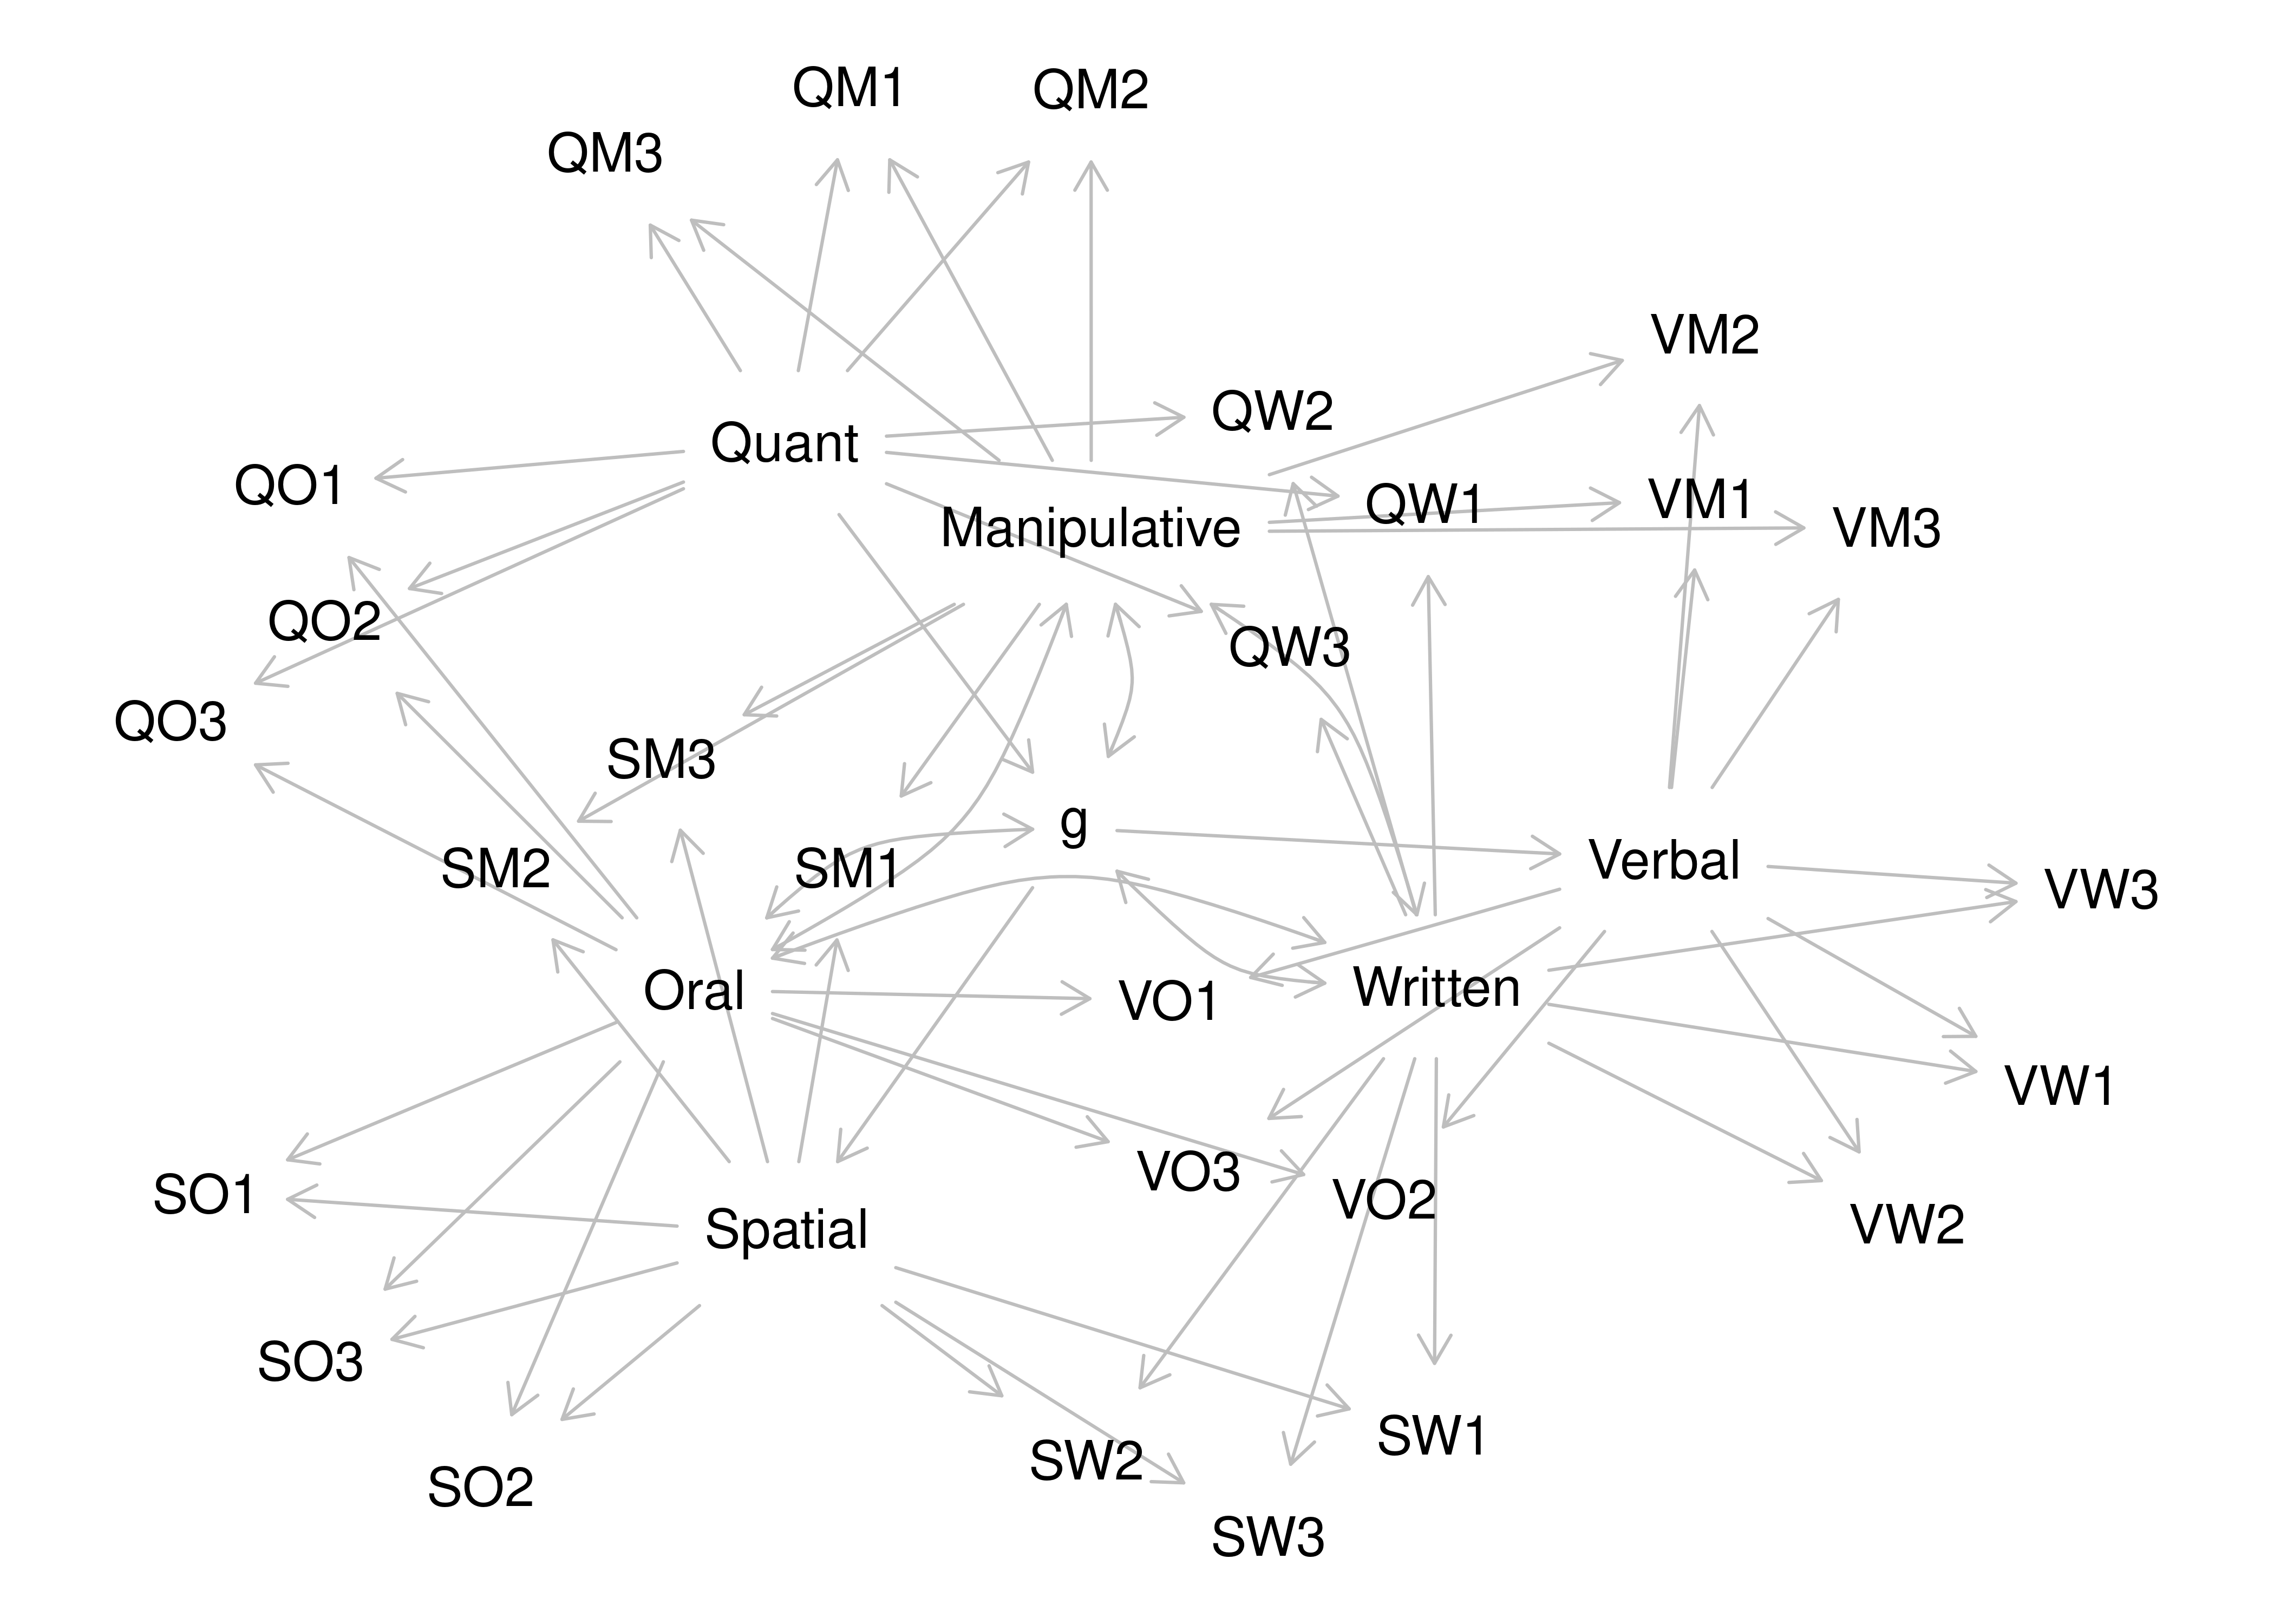 QM1
QM2
QM3
VM2
QW2
Quant
QO1
QW1
VM1
Manipulative
VM3
QO2
QW3
QO3
SM3
g
SM2
SM1
Verbal
VW3
Oral
VO1
Written
VW1
VO3
SO1
VO2
Spatial
VW2
SO3
SW1
SW2
SO2
SW3